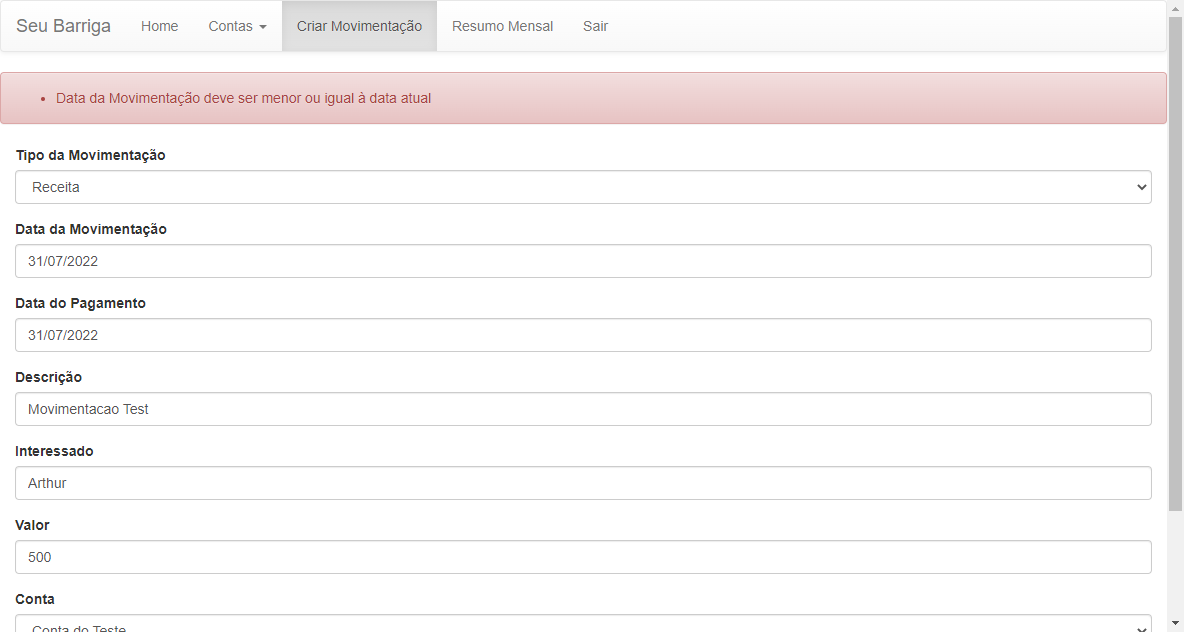 Seu Barriga Home Contas Criar Movimentação Resumo Mensal Sair
Data da Movimentação deve ser menor ou igual à data atual
Tipo da Movimentação
Receita
Data da Movimentação
31/07/2022
Data do Pagamento
31/07/2022
Descrição
Movimentacao Test
Interessado
Arthur
Valor
500
Conta
Conta do Teste